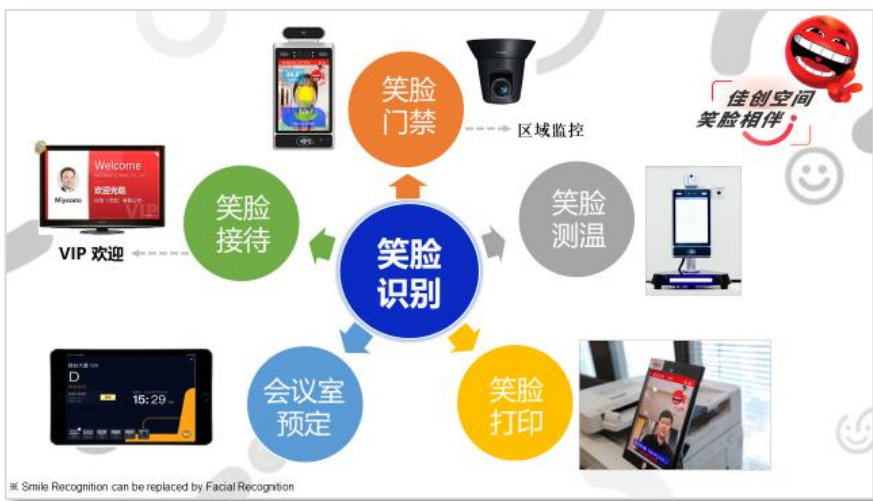 佳创空间
笑脸相伴
笑脸
门禁
区域监控
Welcome
欢迎光临
Miyazato
VIP
VIP 欢迎
笑脸
接待
笑脸
测温
笑脸
识别
D
15:29
会议室
预定
笑脸
打印
※ Smile Recognition can be replaced by Facial Recognition